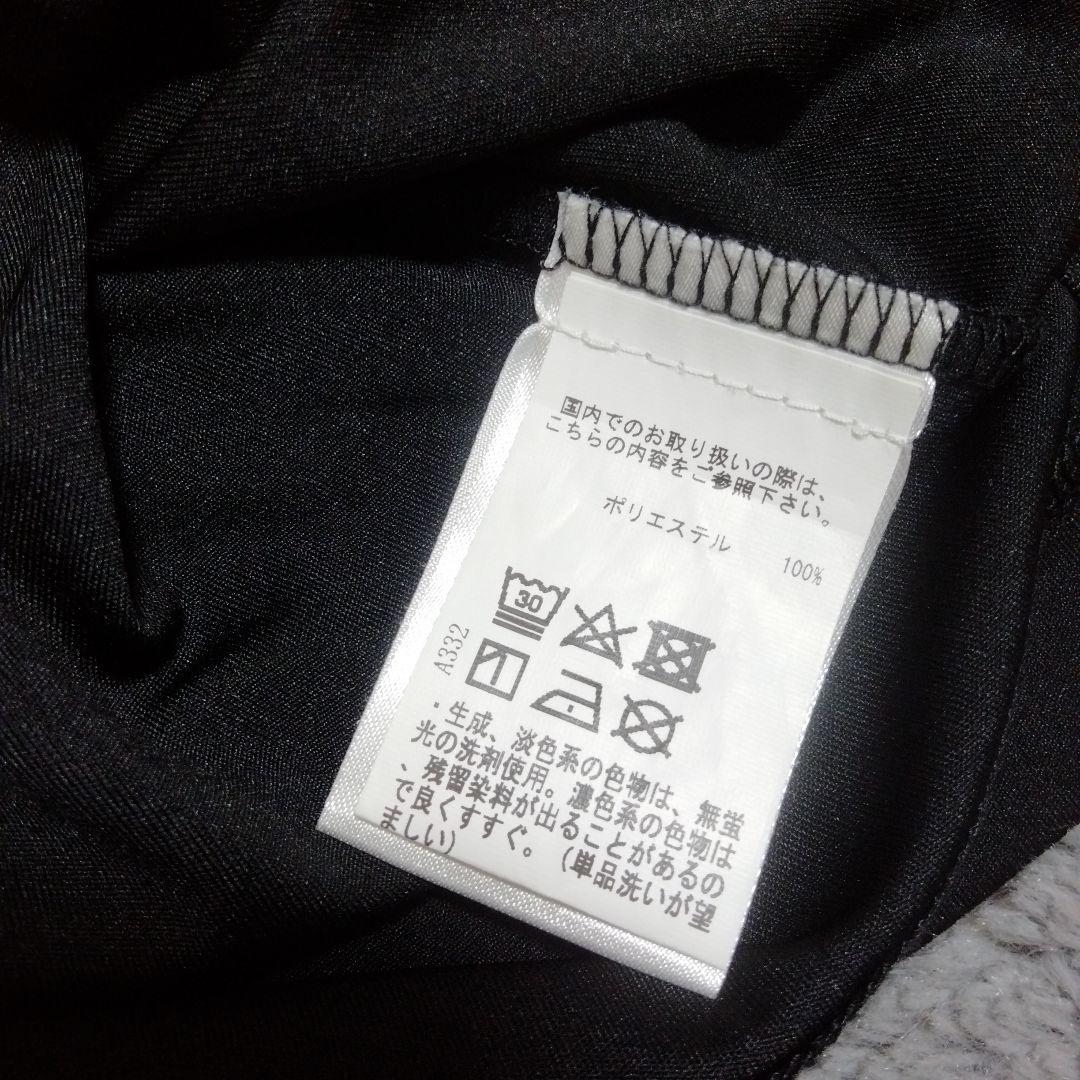 国内でのお取り扱いの際は、
こちらの内容をご参照下さい。
ポリエステル 100%
30
A332
・生成、淡色系の色物は、無蛍
光の洗剤使用。濃色系の色物は
、残留染料が出ることがあるの
で良くすすぐ。(単品洗いが望
ましい)